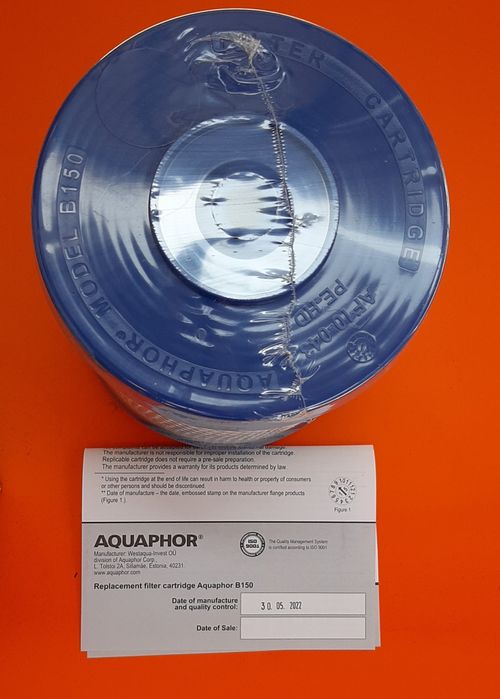 FILTER CARTRIDGE
AQUAPHOR® MODEL B150
PE-HD
The manufacturer is not responsible for improper installation of the cartridge
Replicable cartridge does not require a pre-sale preparation.
The manufacturer provides a warranty for its products determined by law
* Using the cartridge at the end of life can result in harm to health or property of consumers
or other persons and should be discontinued.
** Date of manufacture – the date, embossed stamp on the manufacturer flange products
(Figure 1.)
Figure 1
AQUAPHOR®
Manufacturer: Westaqua-Invest OÜ
division of Aquaphor Corp.,
L. Tolstoi 2A, Sillamäe, Estonia, 40231.
www.aquaphor.com
ISO
9001
The Quality Management System
is certified according to ISO 9001
Replacement filter cartridge Aquaphor B150
Date of manufacture
and quality control:
30. 05. 2022
Date of Sale: